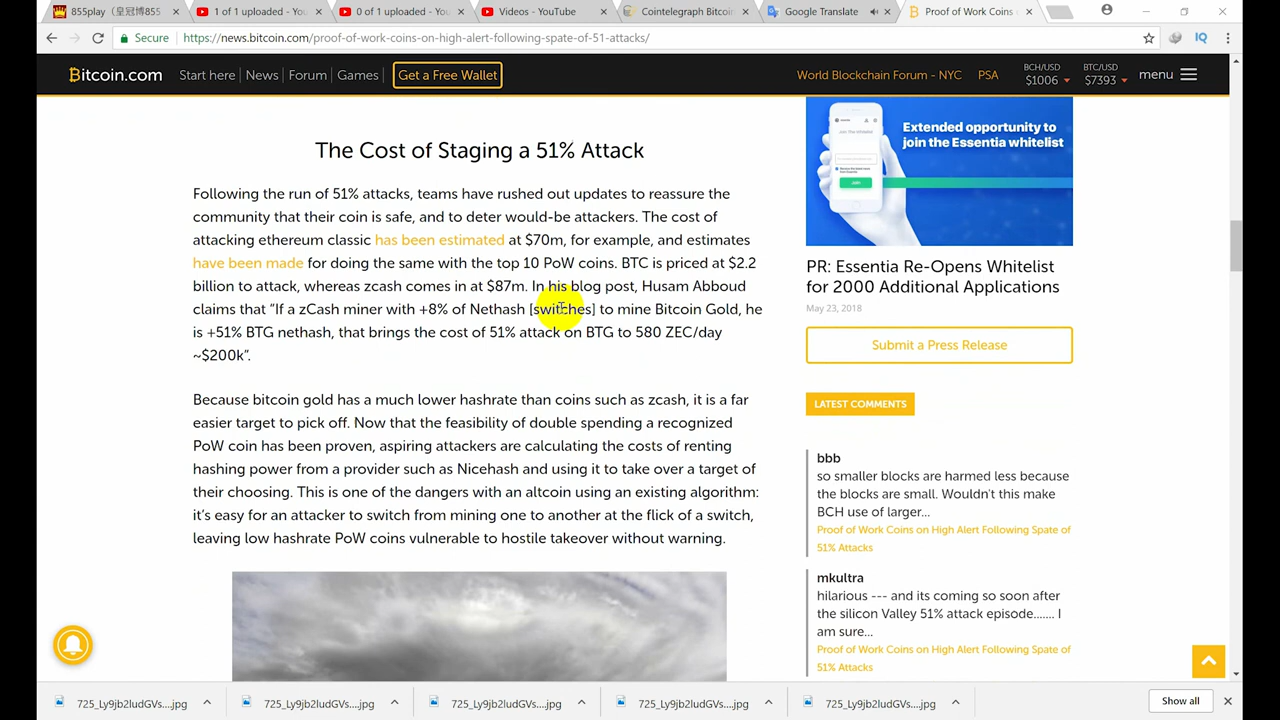 855play（皇冠博855
1 of 1 uploaded - YouT
0 of 1 uploaded - YouTu
Videos - YouTube
Cointelegraph Bitcoin
Google Translate
Proof of Work Coins
Secure
https://news.bitcoin.com/proof-of-work-coins-on-high-alert-following-spate-of-51-attacks/
IQ
Bitcoin.com
Start here
News
Forum
Games
Get a Free Wallet
World Blockchain Forum - NYC
PSA
BCH/USD
$1006
BTC/USD
$7393
menu
The Cost of Staging a 51% Attack
Following the run of 51% attacks, teams have rushed out updates to reassure the
community that their coin is safe, and to deter would-be attackers. The cost of
attacking ethereum classic has been estimated at $70m, for example, and estimates
have been made for doing the same with the top 10 PoW coins. BTC is priced at $2.2
billion to attack, whereas zcash comes in at $87m. In his blog post, Husam Abboud
claims that “If a zCash miner with +8% of Nethash [switches] to mine Bitcoin Gold, he
is +51% BTG nethash, that brings the cost of 51% attack on BTG to 580 ZEC/day
~$200k”.
Because bitcoin gold has a much lower hashrate than coins such as zcash, it is a far
easier target to pick off. Now that the feasibility of double spending a recognized
PoW coin has been proven, aspiring attackers are calculating the costs of renting
hashing power from a provider such as Nicehash and using it to take over a target of
their choosing. This is one of the dangers with an altcoin using an existing algorithm:
it’s easy for an attacker to switch from mining one to another at the flick of a switch,
leaving low hashrate PoW coins vulnerable to hostile takeover without warning.
Extended opportunity to
join the Essentia whitelist
PR: Essentia Re-Opens Whitelist
for 2000 Additional Applications
May 23, 2018
Submit a Press Release
LATEST COMMENTS
bbb
so smaller blocks are harmed less because
the blocks are small. Wouldn't this make
BCH use of larger...
Proof of Work Coins on High Alert Following Spate of
51% Attacks
mkultra
hilarious --- and its coming so soon after
the silicon Valley 51% attack episode....... I
am sure...
Proof of Work Coins on High Alert Following Spate of
51% Attacks
725_Ly9jb2ludGVs....jpg
725_Ly9jb2ludGVs....jpg
725_Ly9jb2ludGVs....jpg
725_Ly9jb2ludGVs....jpg
725_Ly9jb2ludGVs....jpg
Show all